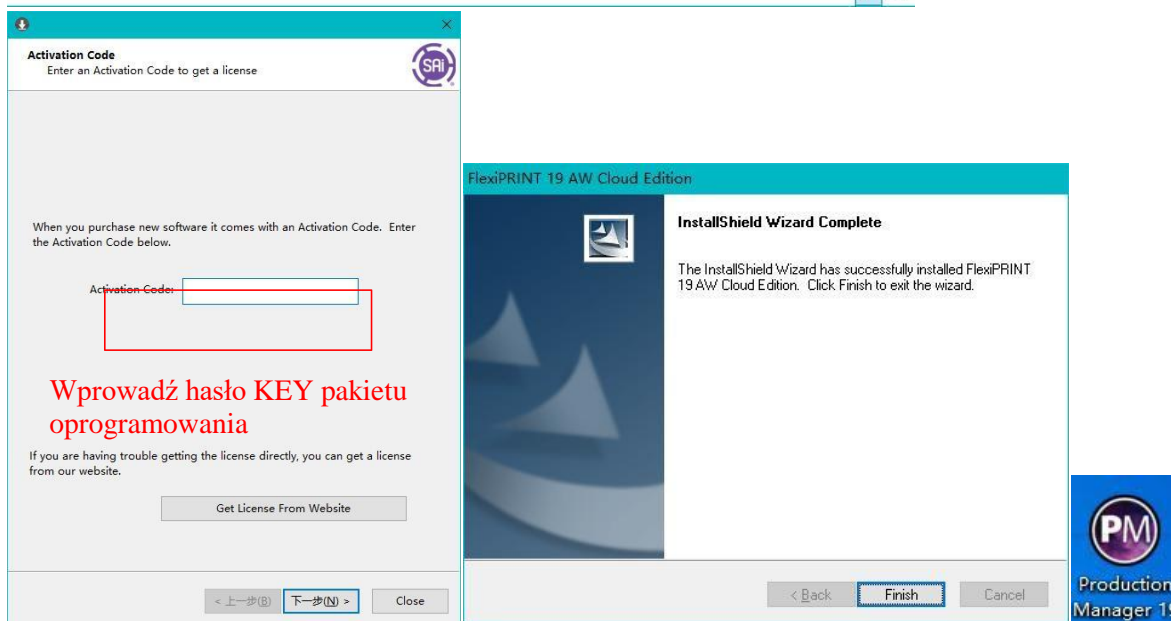 Activation Code
Enter an Activation Code to get a license
SAi
When you purchase new software it comes with an Activation Code. Enter
the Activation Code below.
Activation Code:
Wprowadź hasło KEY pakietu
oprogramowania
If you are having trouble getting the license directly, you can get a license
from our website.
Get License From Website
< 上一步(B) 下一步(N) > Close
FlexiPRINT 19 AW Cloud Edition
InstallShield Wizard Complete
The InstallShield Wizard has successfully installed FlexiPRINT
19 AW Cloud Edition. Click Finish to exit the wizard.
< Back Finish Cancel
PM
Production
Manager 19